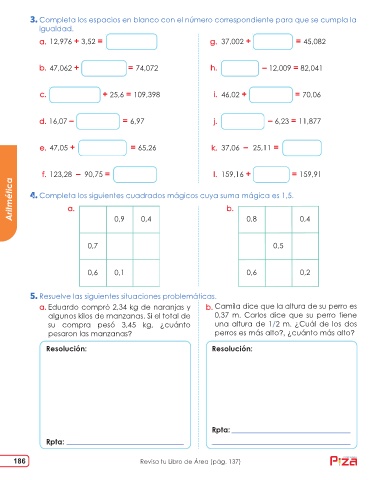 3. Completa los espacios en blanco con el número correspondiente para que se cumpla la
igualdad.
a. 12,976 + 3,52 =
g. 37,002 + = 45,082
b. 47,062 + = 74,072
h. – 12,009 = 82,041
c. + 25,6 = 109,398
i. 46,02 + = 70,06
d. 16,07 – = 6,97
j. – 6,23 = 11,877
e. 47,05 + = 65,26
k. 37,06 – 25,11 =
f. 123,28 – 90,75 =
l. 159,16 + = 159,91
Aritmética
4. Completa los siguientes cuadrados mágicos cuya suma mágica es 1,5.
a.
0,9 0,4
0,7
0,6 0,1
b.
0,8 0,4
0,5
0,6 0,2
5. Resuelve las siguientes situaciones problemáticas.
a. Eduardo compró 2,34 kg de naranjas y
algunos kilos de manzanas. Si el total de
su compra pesó 3,45 kg, ¿cuánto
pesaron las manzanas?
b. Camila dice que la altura de su perro es
0,37 m. Carlos dice que su perro tiene
una altura de 1/2 m. ¿Cuál de los dos
perros es más alto?, ¿cuánto más alto?
Resolución:
Rpta:
Resolución:
Rpta:
186
Revisa tu Libro de Área (pág. 137)